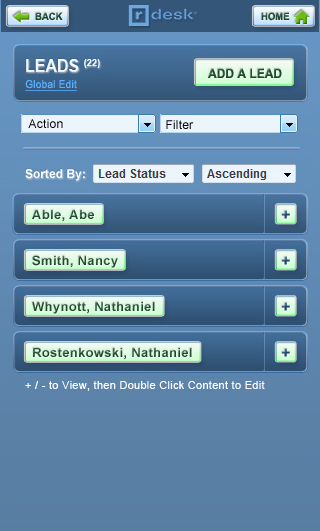 BACK
r desk
HOME
LEADS (22)
Global Edit
ADD A LEAD
Action
Filter
Sorted By: Lead Status Ascending
Able, Abe +
Smith, Nancy +
Whynott, Nathaniel +
Rostenkowski, Nathaniel +
+ / - to View, then Double Click Content to Edit